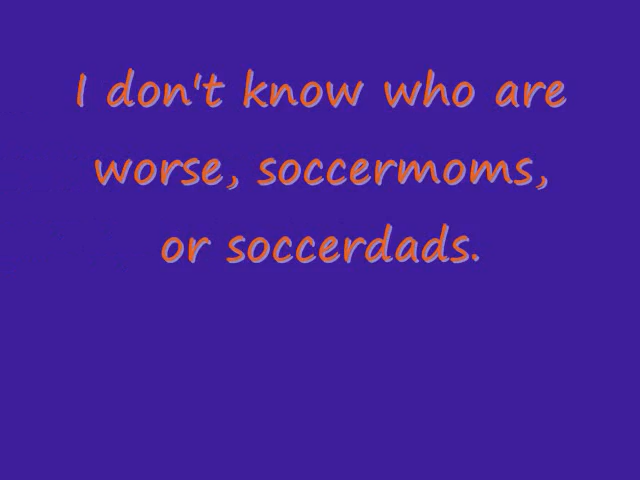 I don't know who are
worse, soccermoms,
or soccerdads.